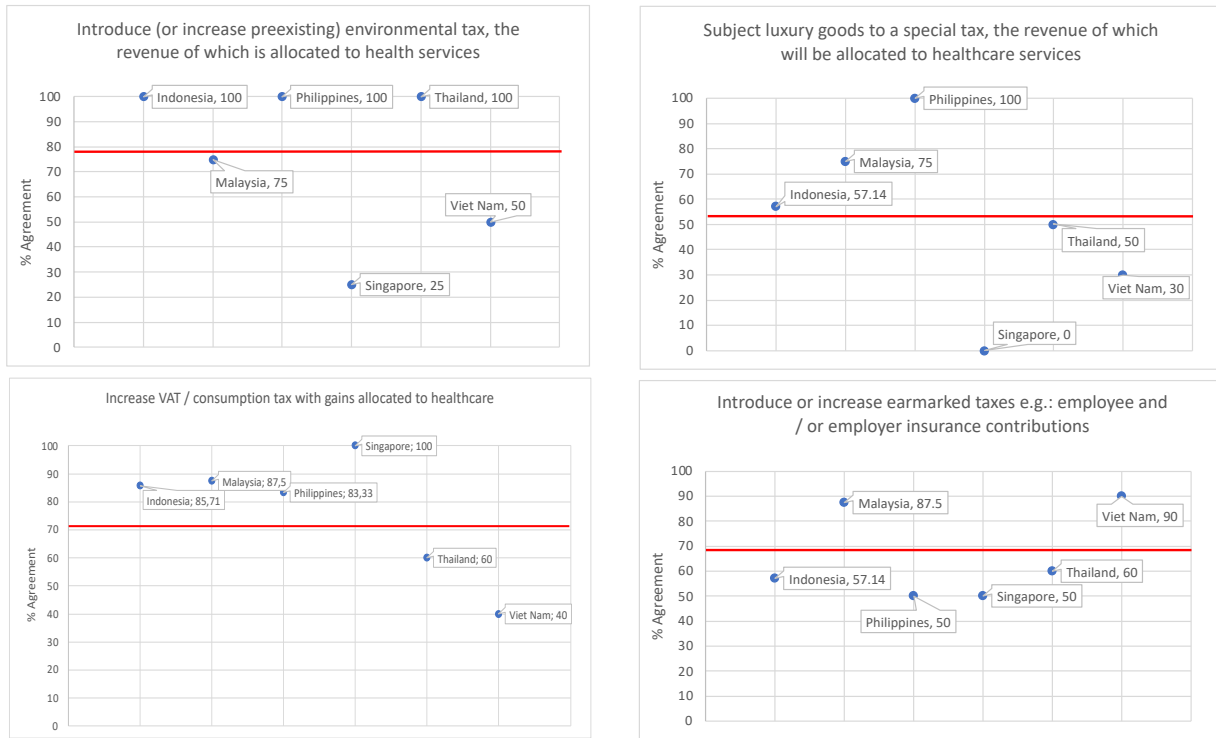 Introduce (or increase preexisting) environmental tax, the
revenue of which is allocated to health services
% Agreement
100
90
80
70
60
50
40
30
20
10
0
Indonesia, 100
Philippines, 100
Thailand, 100
Malaysia, 75
Viet Nam, 50
Singapore, 25
Subject luxury goods to a special tax, the revenue of which
will be allocated to healthcare services
% Agreement
100
90
80
70
60
50
40
30
20
10
0
Philippines, 100
Malaysia, 75
Indonesia, 57.14
Thailand, 50
Viet Nam, 30
Singapore, 0
Increase VAT / consumption tax with gains allocated to healthcare
% Agreement
100
90
80
70
60
50
40
30
20
10
0
Singapore; 100
Malaysia; 87,5
Indonesia; 85,71
Philippines; 83,33
Thailand; 60
Viet Nam; 40
Introduce or increase earmarked taxes e.g.: employee and
/ or employer insurance contributions
% Agreement
100
90
80
70
60
50
40
30
20
10
0
Malaysia, 87.5
Viet Nam, 90
Indonesia, 57.14
Thailand, 60
Philippines, 50
Singapore, 50